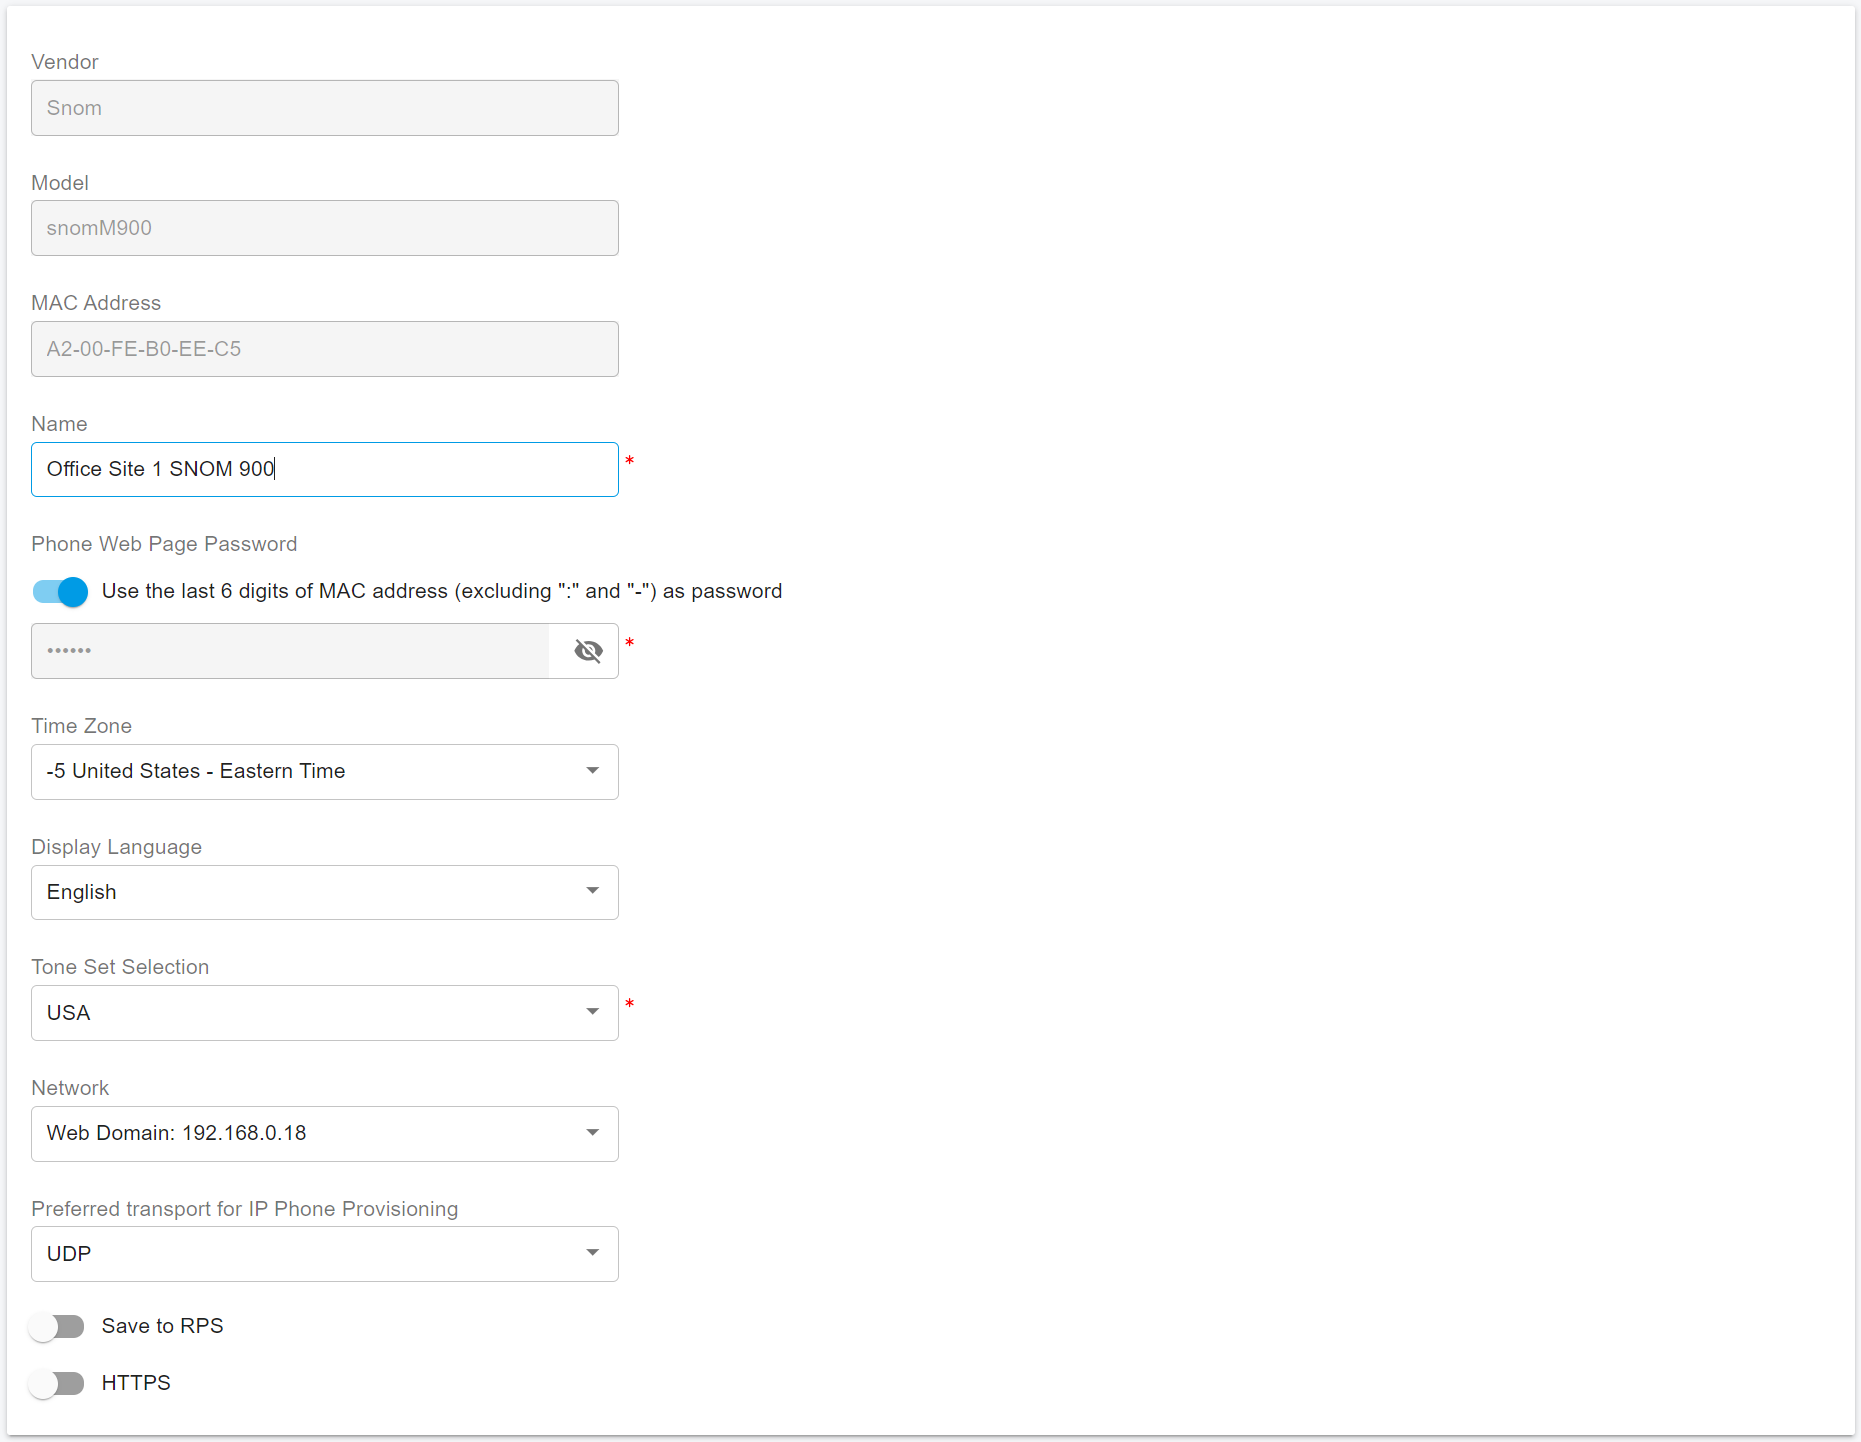 Vendor
Snom
Model
snomM900
MAC Address
A2-00-FE-B0-EE-C5
Name
Office Site 1 SNOM 900
*
Phone Web Page Password
Use the last 6 digits of MAC address (excluding ":" and "-") as password
••••••
*
Time Zone
-5 United States - Eastern Time
Display Language
English
Tone Set Selection
USA
*
Network
Web Domain: 192.168.0.18
Preferred transport for IP Phone Provisioning
UDP
Save to RPS
HTTPS